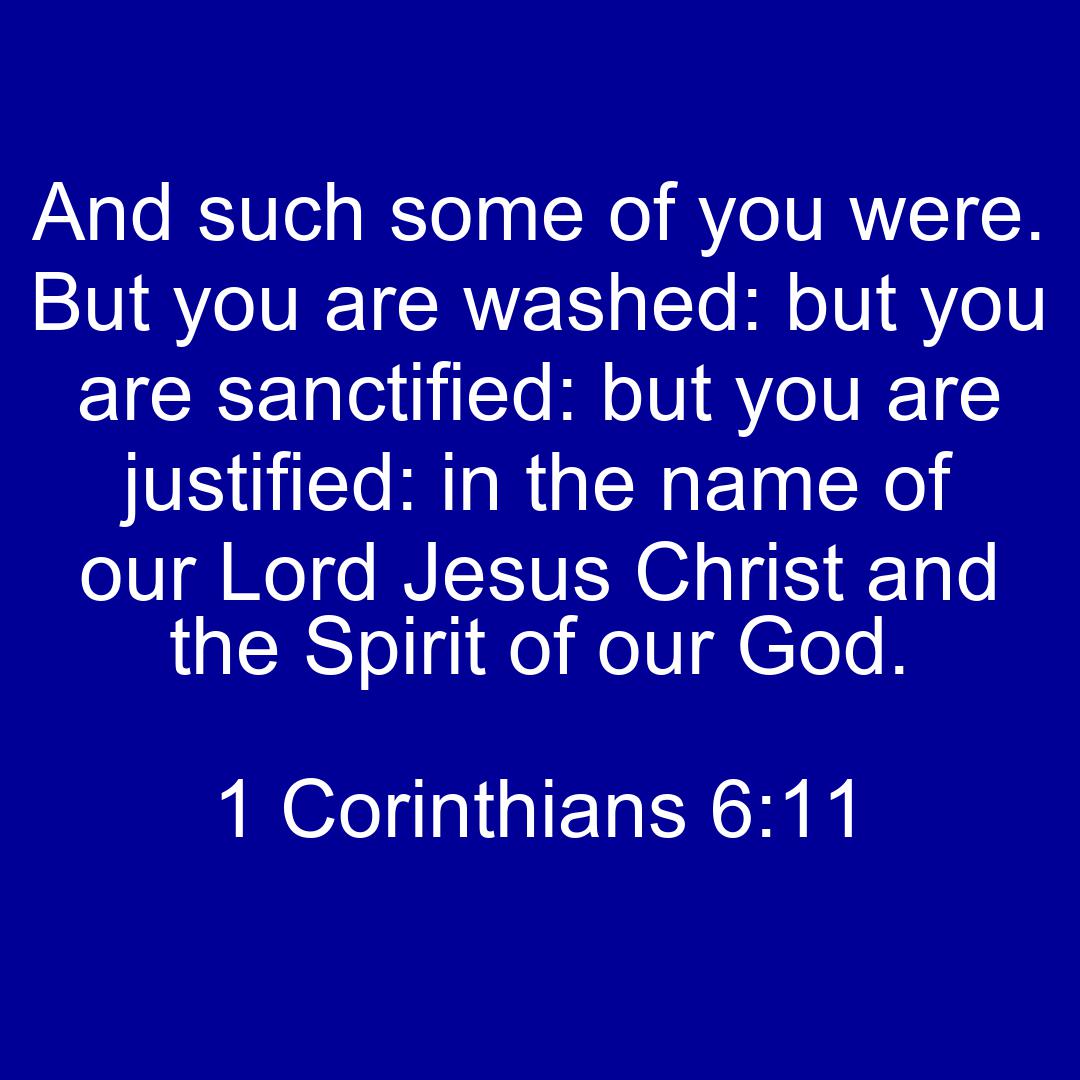 And such some of you were.
But you are washed: but you
are sanctified: but you are
justified: in the name of
our Lord Jesus Christ and
the Spirit of our God.
1 Corinthians 6:11